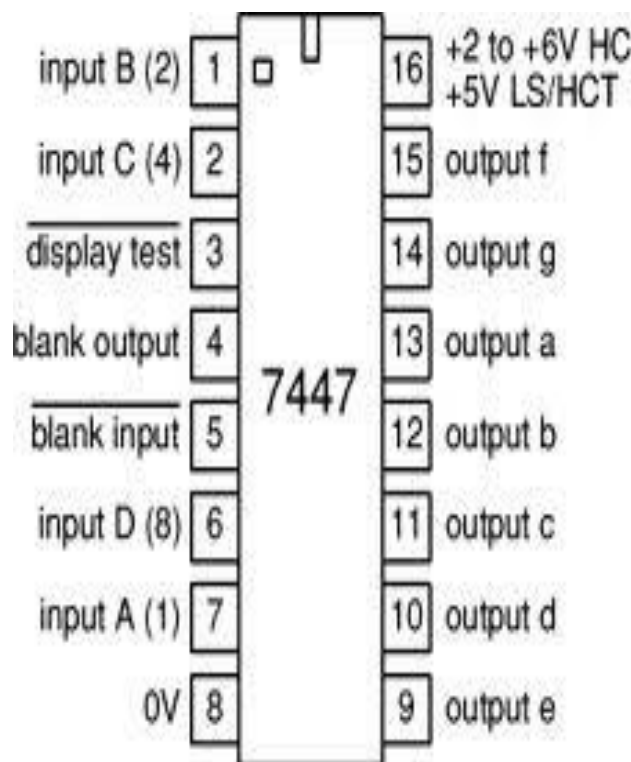 input B (2) 1
input C (4) 2
display test 3
blank output 4
blank input 5
input D (8) 6
input A (1) 7
0V 8
7447
16 +2 to +6V HC
+5V LS/HCT
15 output f
14 output g
13 output a
12 output b
11 output c
10 output d
9 output e